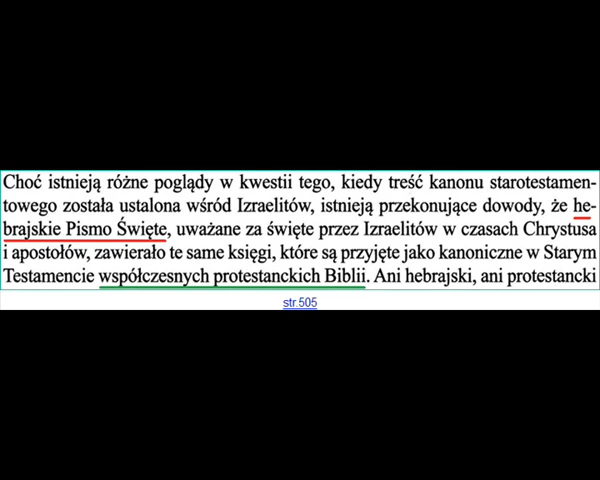 Choć istnieją różne poglądy w kwestii tego, kiedy treść kanonu starotestamen-
towego została ustalona wśród Izraelitów, istnieją przekonujące dowody, że he-
brajskie Pismo Święte, uważane za święte przez Izraelitów w czasach Chrystusa
i apostołów, zawierało te same księgi, które są przyjęte jako kanoniczne w Starym
Testamencie współczesnych protestanckich Biblii. Ani hebrajski, ani protestancki
str.505